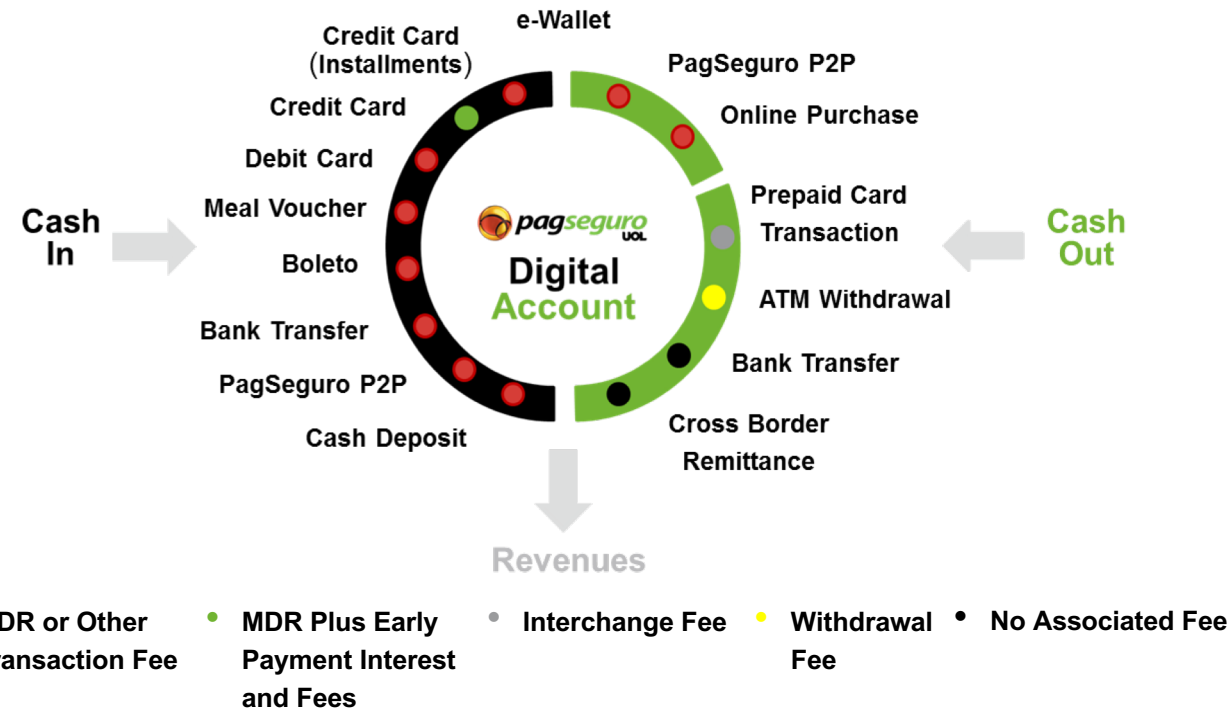 e-Wallet
Credit Card
(Installments)
Credit Card
Debit Card
Meal Voucher
Boleto
Bank Transfer
PagSeguro P2P
Cash Deposit
Cash
In
pagseguro
UOL
Digital
Account
PagSeguro P2P
Online Purchase
Prepaid Card
Transaction
ATM Withdrawal
Bank Transfer
Cross Border
Remittance
Cash
Out
Revenues
DR or Other
ransaction Fee
MDR Plus Early
Payment Interest
and Fees
Interchange Fee
Withdrawal
Fee
No Associated Fee